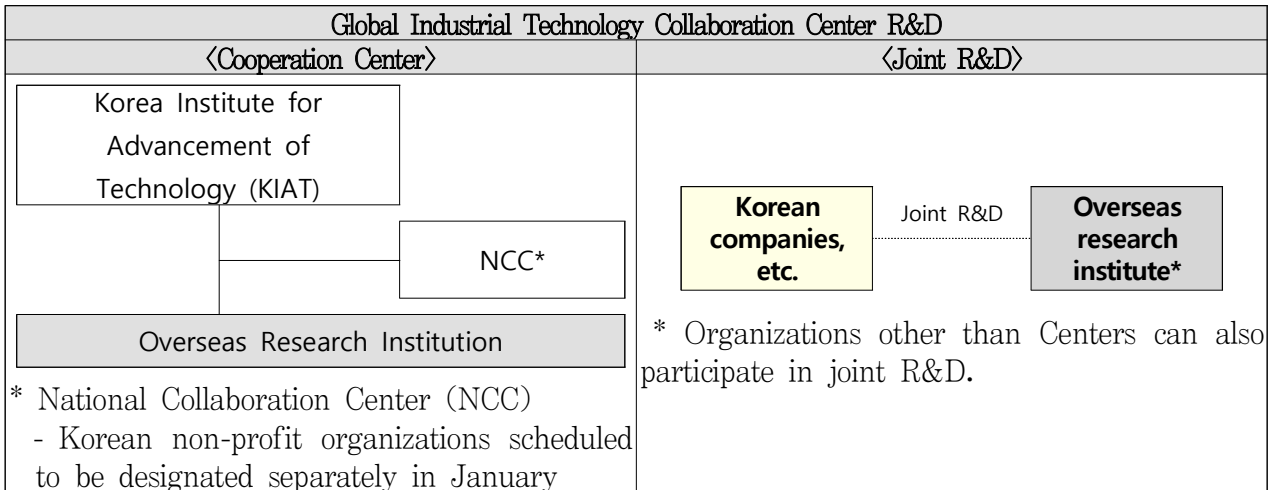 Global Industrial Technology Collaboration Center R&D
〈Cooperation Center〉
〈Joint R&D〉
Korea Institute for
Advancement of
Technology (KIAT)
NCC*
Overseas Research Institution
* National Collaboration Center (NCC)
- Korean non-profit organizations scheduled
to be designated separately in January
Korean
companies,
etc.
Joint R&D
Overseas
research
institute*
* Organizations other than Centers can also
participate in joint R&D.